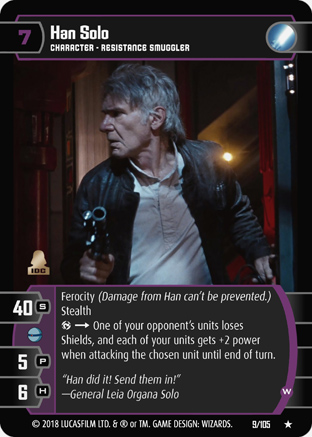 7
Han Solo
CHARACTER • RESISTANCE SMUGGLER
IDC
40 S
5 P
6 H
Ferocity (Damage from Han can't be prevented.)
Stealth
One of your opponent's units loses
Shields, and each of your units gets +2 power
when attacking the chosen unit until end of turn.
"Han did it! Send them in!"
—General Leia Organa Solo
W
© 2018 LUCASFILM LTD. & ® or TM. GAME DESIGN: WIZARDS.
9/105